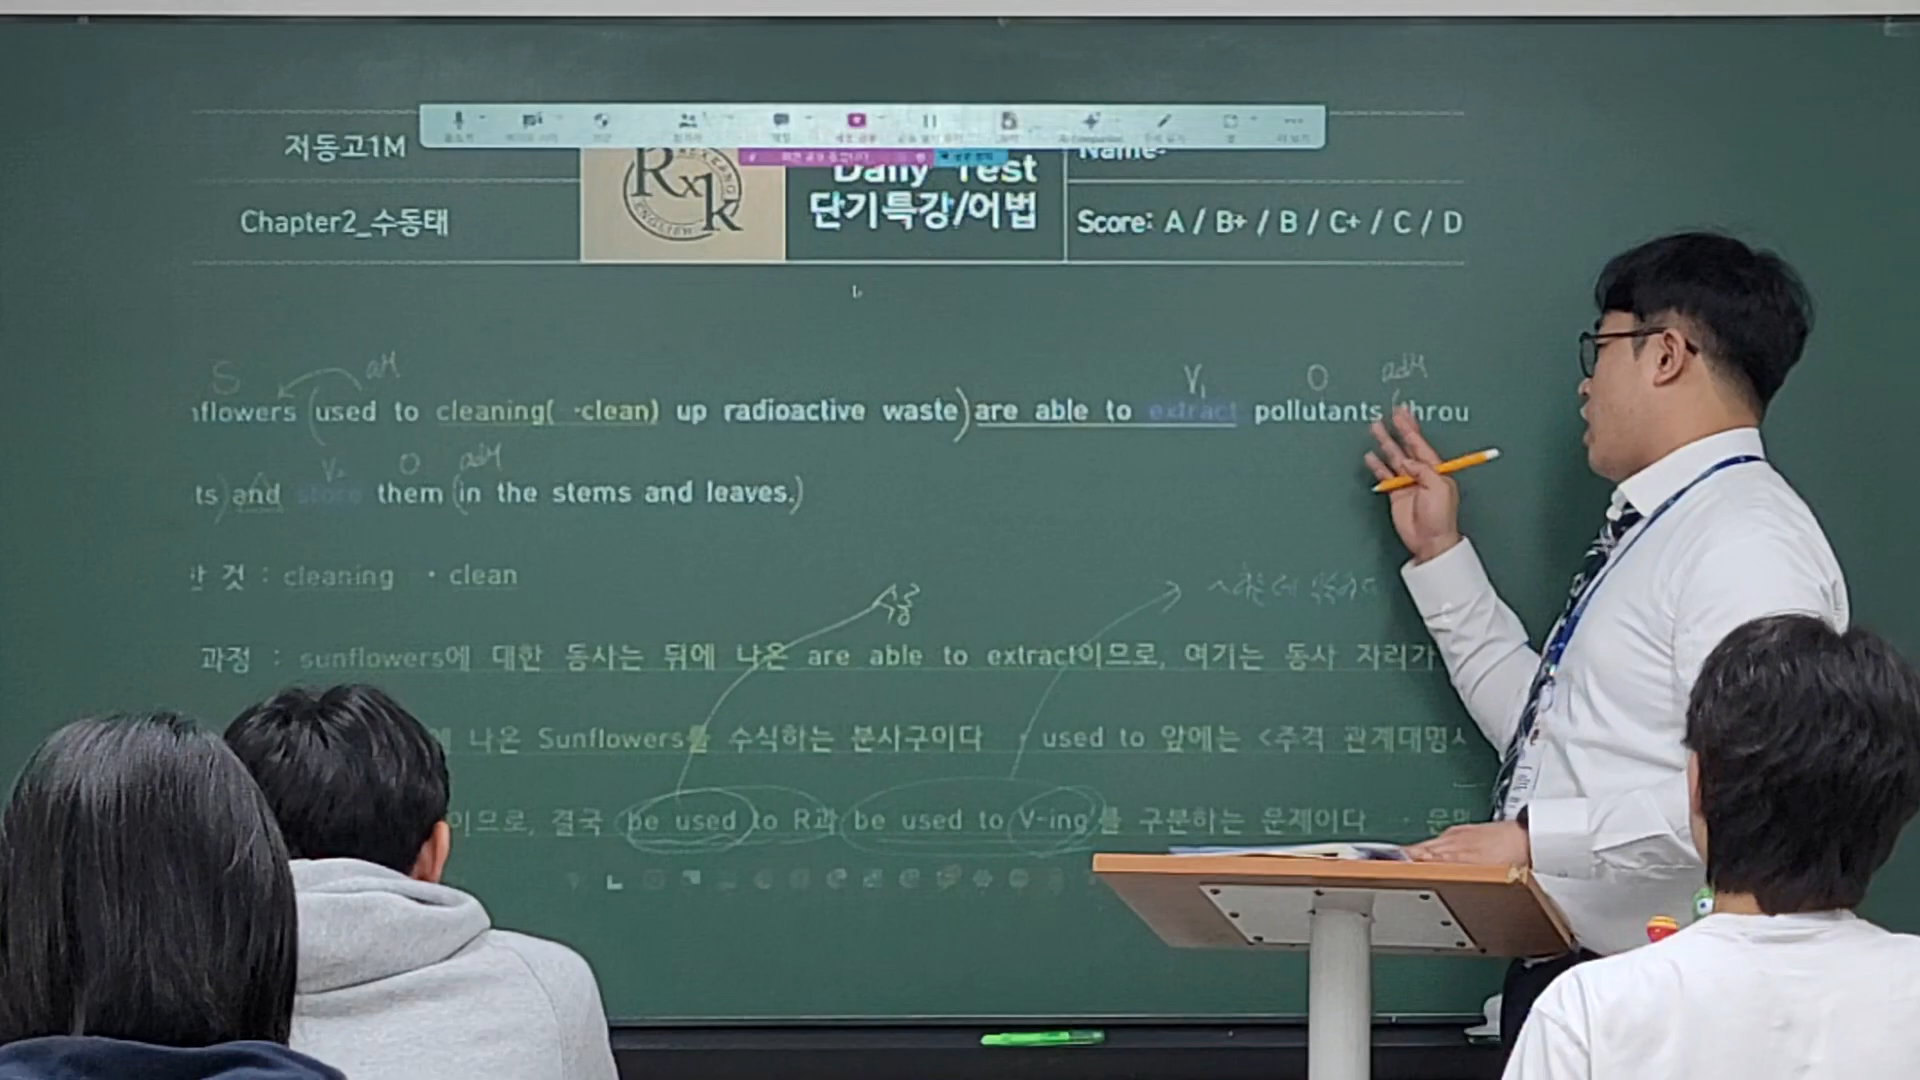 저동고1M
Name:
Chapter2_수동태
RxK
ENGLISH
Daily Test
단기특강/어법
Score: A / B+ / B / C+ / C / D
S
V₁
O
nflowers (used to cleaning( →clean) up radioactive waste) are able to extract pollutants (throu
O
ts) and store them (in the stems and leaves.)
한 것 : cleaning → clean
과정 : sunflowers에 대한 동사는 뒤에 나온 are able to extract이므로, 여기는 동사 자리가
에 나온 Sunflowers를 수식하는 분사구이다 → used to 앞에는 <주격 관계대명사
이므로, 결국 be used to R과 be used to V-ing를 구분하는 문제이다 →